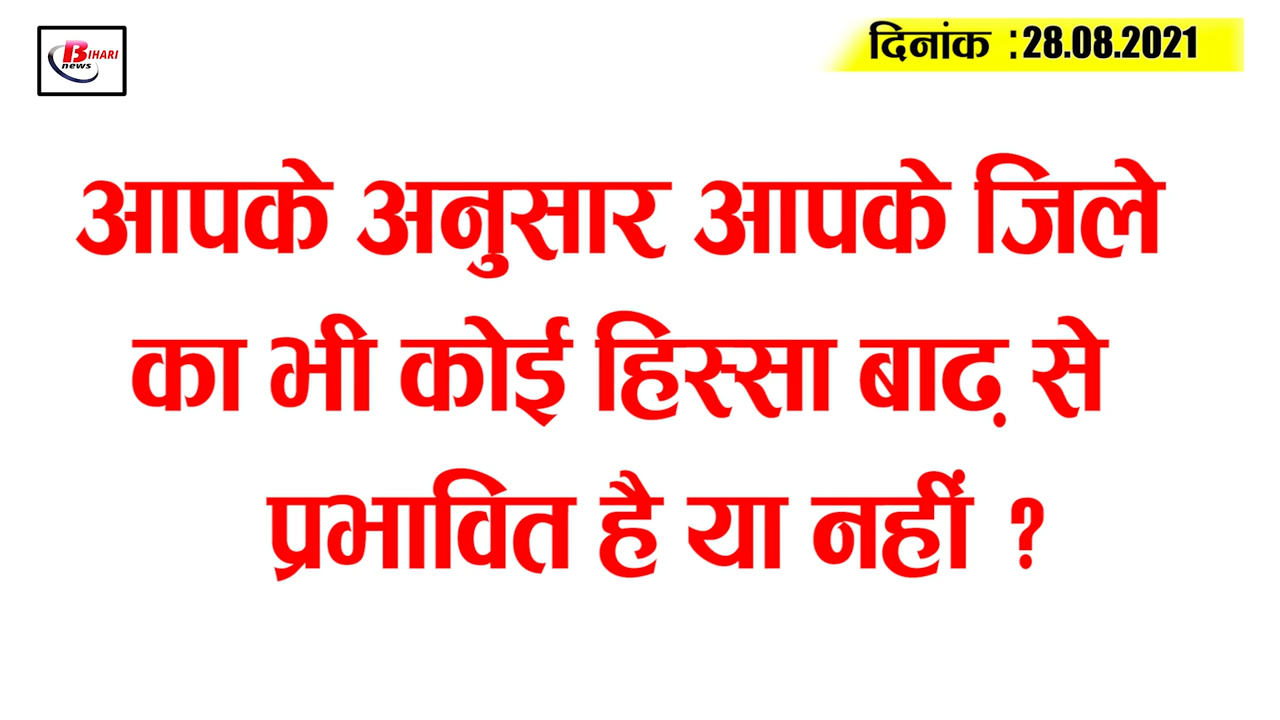 BIHARI
news
दिनांक :28.08.2021
आपके अनुसार आपके जिले
का भी कोई हिस्सा बाढ़ से
प्रभावित है या नहीं ?